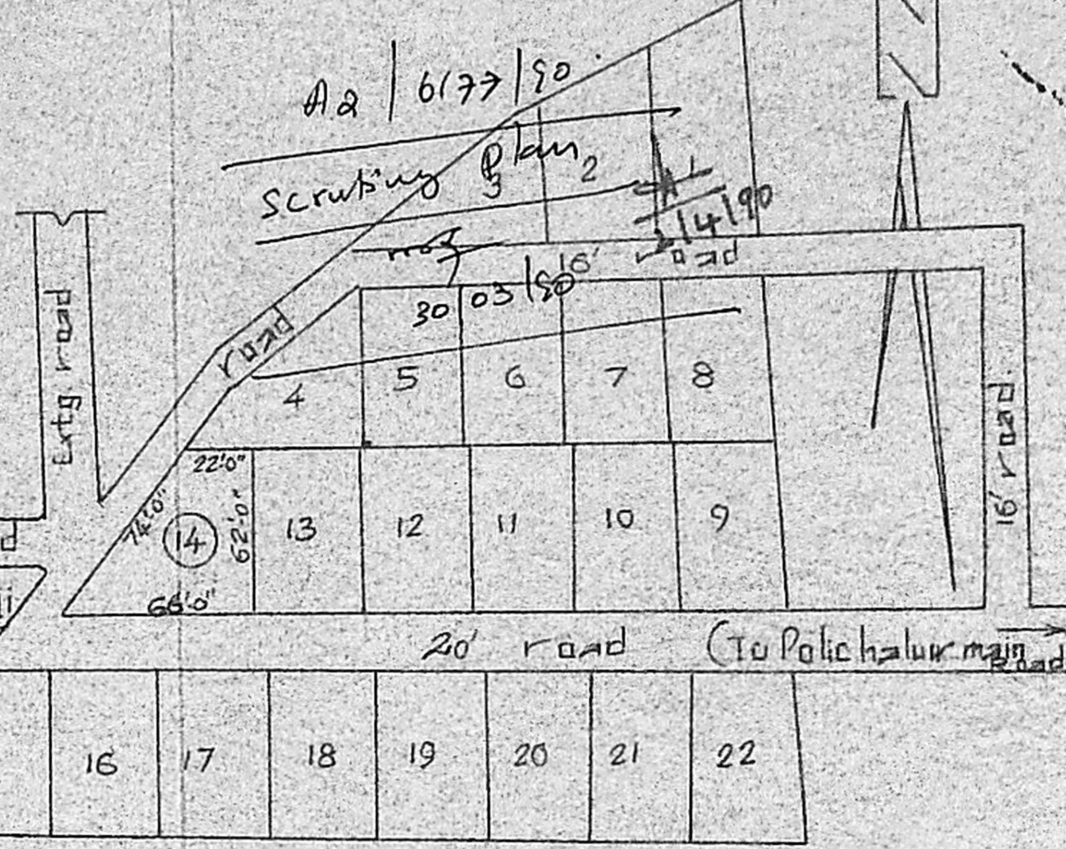 A2 | 6177/90
Scrutiny Plan
3 2 1
/4/90
16' road
30 03/90
road
Extg. road
4 5 6 7 8
16' road
22'0"
74'0" 14 62'0" 13 12 11 10 9
66'0"
20' road (To Polichalur main Road
16 17 18 19 20 21 22